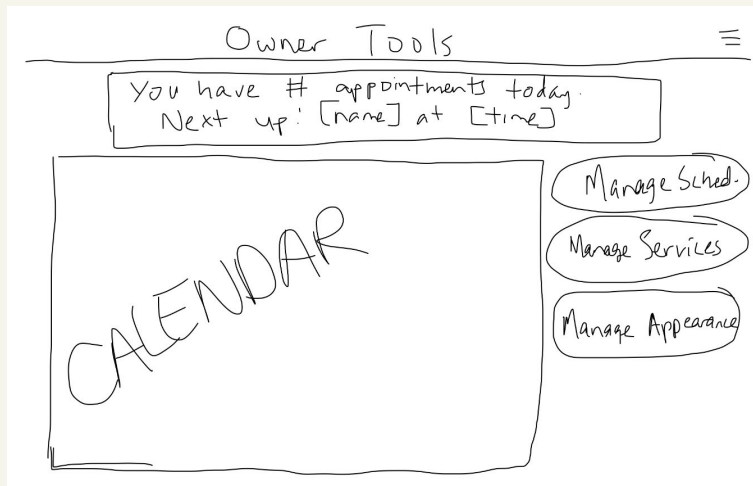 Owner Tools
You have # appointments today.
Next up: [name] at [time]
CALENDAR
Manage Sched.
Manage Services
Manage Appearance